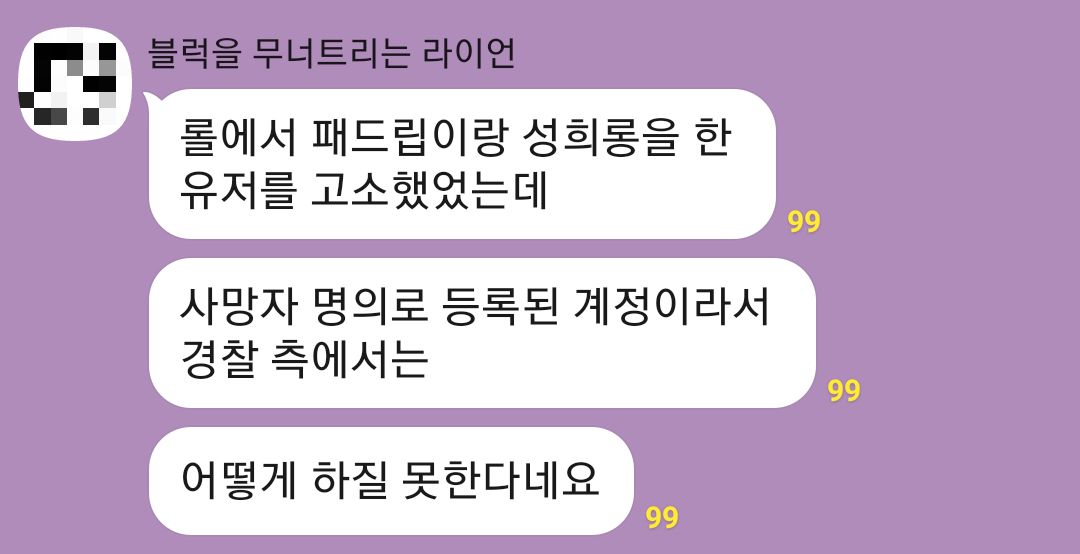 블럭을 무너트리는 라이언
롤에서 패드립이랑 성희롱을 한
유저를 고소했었는데
99
사망자 명의로 등록된 계정이라서
경찰 측에서는
99
어떻게 하질 못한다네요
99